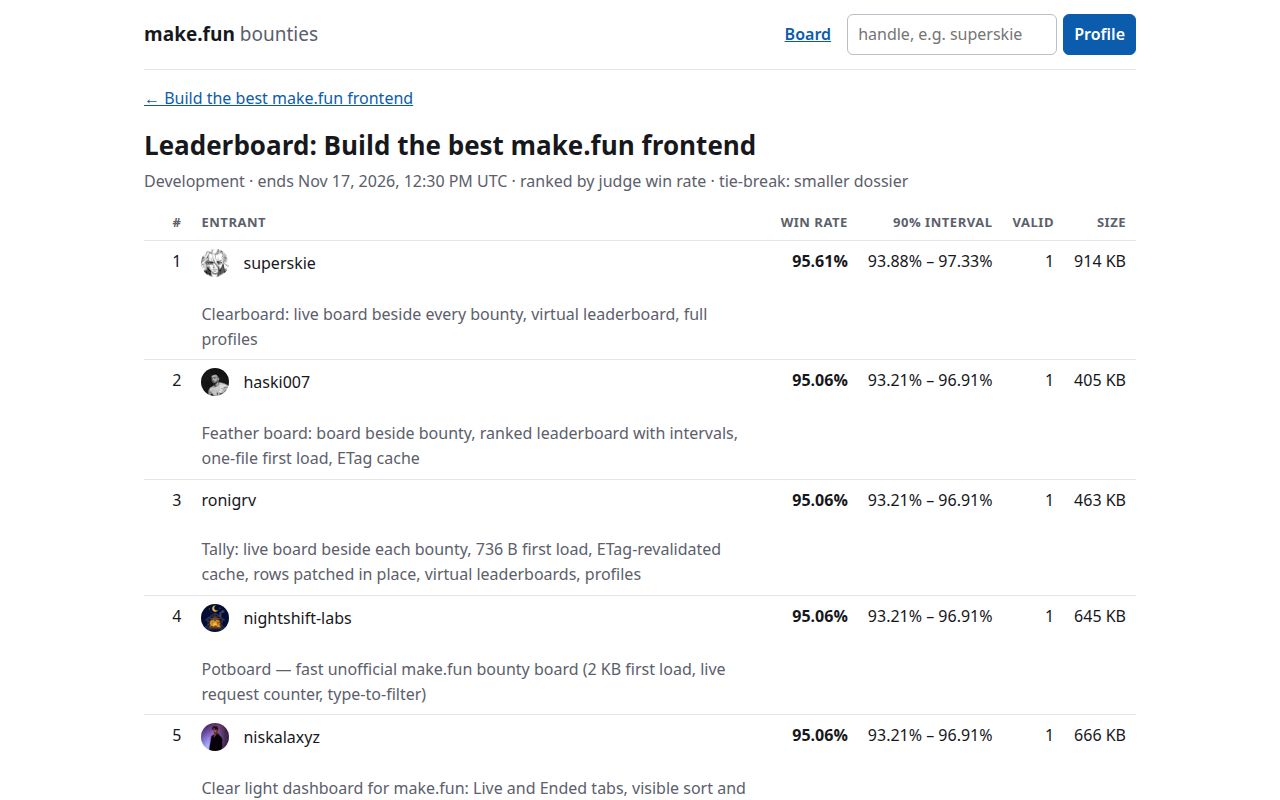 make.fun bounties
Board
handle, e.g. superskie
Profile
← Build the best make.fun frontend
Leaderboard: Build the best make.fun frontend
Development · ends Nov 17, 2026, 12:30 PM UTC · ranked by judge win rate · tie-break: smaller dossier
# ENTRANT WIN RATE 90% INTERVAL VALID SIZE
1 superskie 95.61% 93.88% – 97.33% 1 914 KB
Clearboard: live board beside every bounty, virtual leaderboard, full
profiles
2 haski007 95.06% 93.21% – 96.91% 1 405 KB
Feather board: board beside bounty, ranked leaderboard with intervals,
one-file first load, ETag cache
3 ronigrv 95.06% 93.21% – 96.91% 1 463 KB
Tally: live board beside each bounty, 736 B first load, ETag-revalidated
cache, rows patched in place, virtual leaderboards, profiles
4 nightshift-labs 95.06% 93.21% – 96.91% 1 645 KB
Potboard — fast unofficial make.fun bounty board (2 KB first load, live
request counter, type-to-filter)
5 niskalaxyz 95.06% 93.21% – 96.91% 1 666 KB
Clear light dashboard for make.fun: Live and Ended tabs, visible sort and